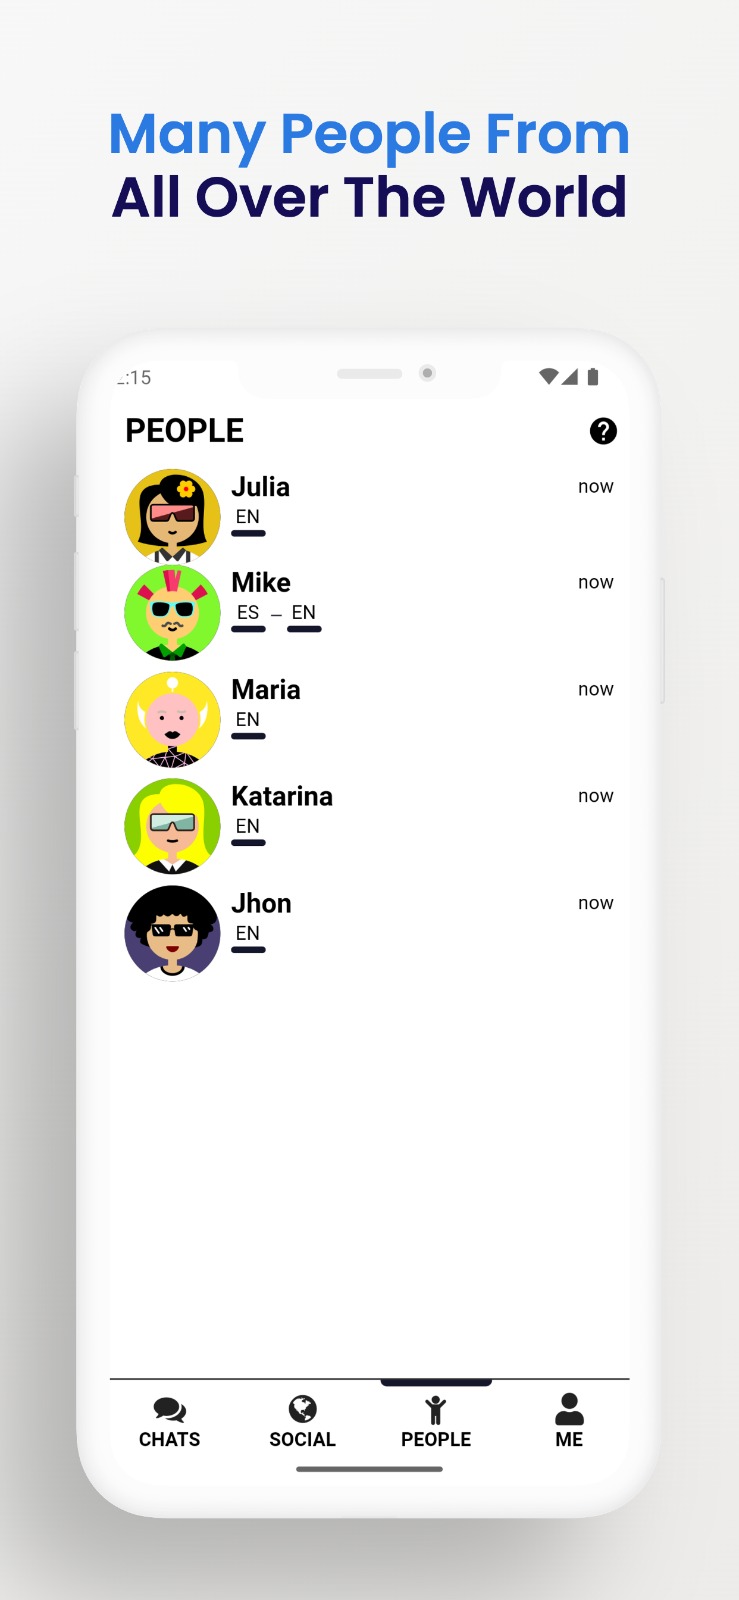 Many People From
All Over The World
:15
PEOPLE
Julia
now
EN
Mike
now
ES – EN
Maria
now
EN
Katarina
now
EN
Jhon
now
EN
CHATS SOCIAL PEOPLE ME